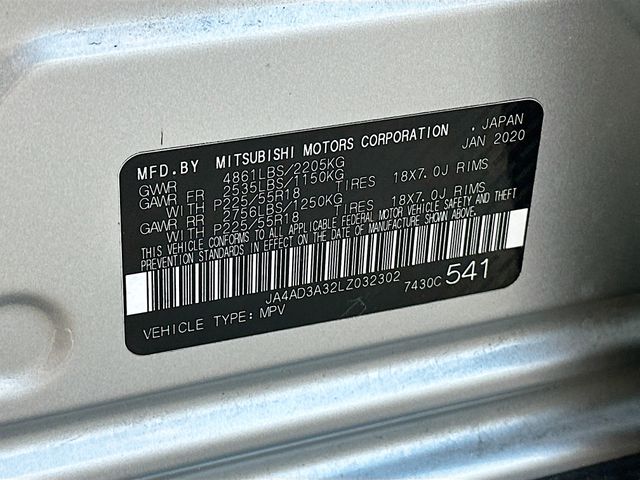 MFD.BY MITSUBISHI MOTORS CORPORATION . JAPAN
JAN 2020
GVWR 4861LBS/2205KG
GAWR FR 2535LBS/1150KG
WITH P225/55R18 TIRES 18X7.0J RIMS
GAWR RR 2756LBS/1250KG
WITH P225/55R18 TIRES 18X7.0J RIMS
THIS VEHICLE CONFORMS TO ALL APPLICABLE FEDERAL MOTOR VEHICLE SAFETY AND THEFT
PREVENTION STANDARDS IN EFFECT ON THE DATE OF MANUFACTURE SHOWN ABOVE.
JA4AD3A32LZ032302 7430C 541
VEHICLE TYPE: MPV